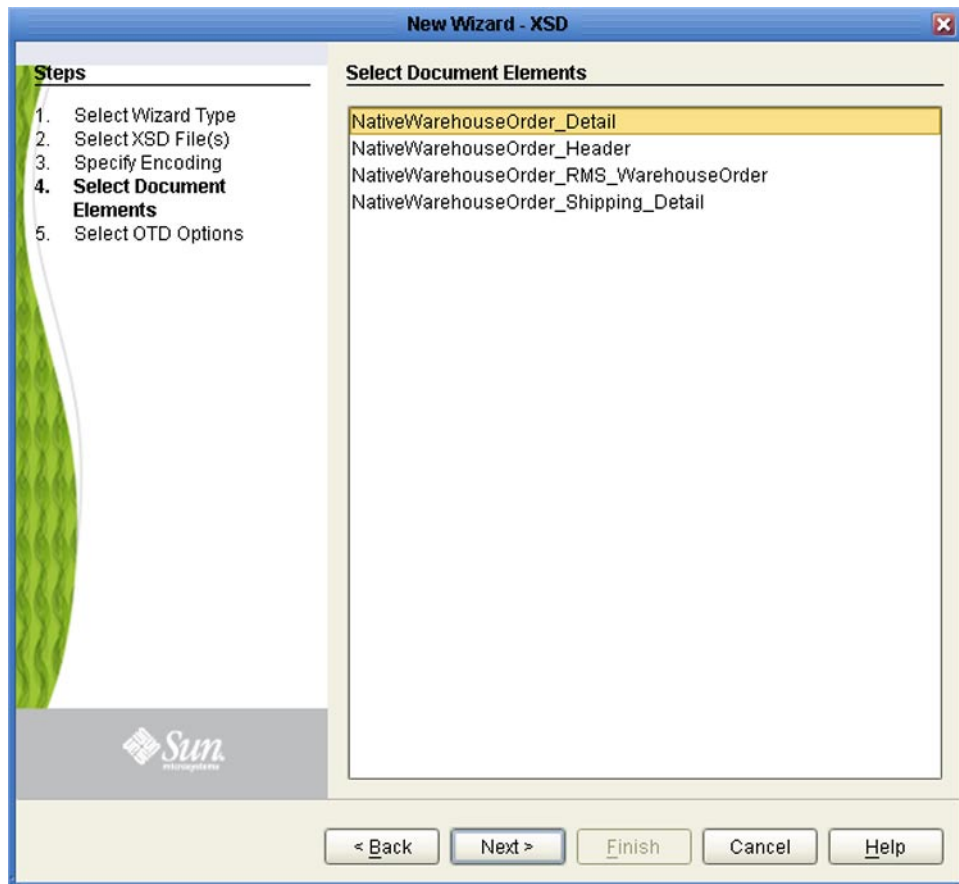 New Wizard - XSD
Steps
1. Select Wizard Type
2. Select XSD File(s)
3. Specify Encoding
4. Select Document
Elements
5. Select OTD Options
Select Document Elements
NativeWarehouseOrder_Detail
NativeWarehouseOrder_Header
NativeWarehouseOrder_RMS_WarehouseOrder
NativeWarehouseOrder_Shipping_Detail
Sun
microsystems
< Back
Next >
Finish
Cancel
Help